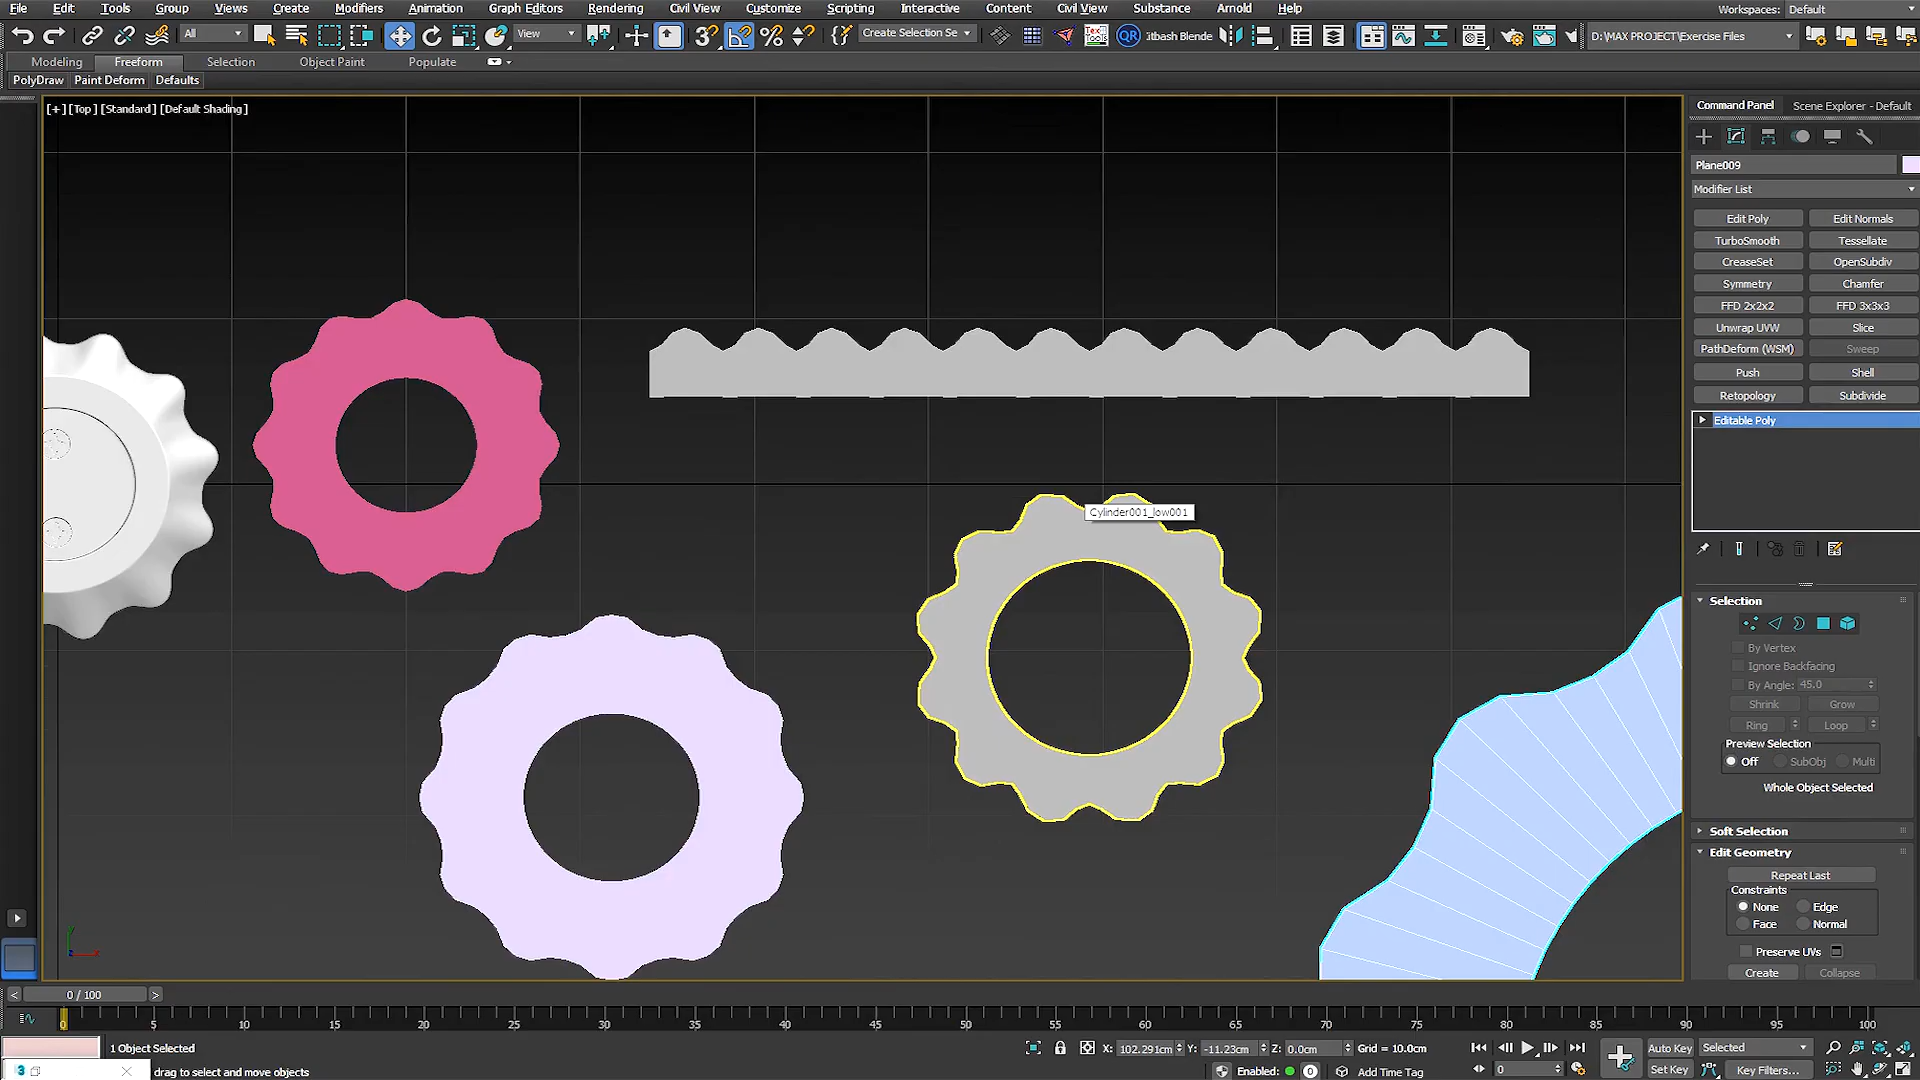 File Edit Tools Group Views Create Modifiers Animation Graph Editors Rendering Civil View Customize Scripting Interactive Content Civil View Substance Arnold Help Workspaces: Default
All View Create Selection Se QR Jtbash Blende D:\MAX PROJECT\Exercise Files
Modeling Freeform Selection Object Paint Populate
PolyDraw Paint Deform Defaults
[+] [Top] [Standard] [Default Shading]
Command Panel Scene Explorer - Default
Plane009
Modifier List
Edit Poly Edit Normals
TurboSmooth Tessellate
CreaseSet OpenSubdiv
Symmetry Chamfer
FFD 2x2x2 FFD 3x3x3
Unwrap UVW Slice
PathDeform (WSM) Sweep
Push Shell
Retopology Subdivide
Editable Poly
Cylinder001_low001
Selection
By Vertex
Ignore Backfacing
By Angle: 45.0
Shrink Grow
Ring Loop
Preview Selection
Off SubObj Multi
Whole Object Selected
Soft Selection
Edit Geometry
Repeat Last
Constraints
None Edge
Face Normal
Preserve UVs
Create Collapse
< 0 / 100 >
0 5 10 15 20 25 30 35 40 45 50 55 60 65 70 75 80 85 90 95 100
1 Object Selected X: 102.291cm Y: -11.23cm Z: 0.0cm Grid = 10.0cm Auto Key Selected
3 drag to select and move objects Enabled: 0 Add Time Tag 0 Set Key Key Filters...